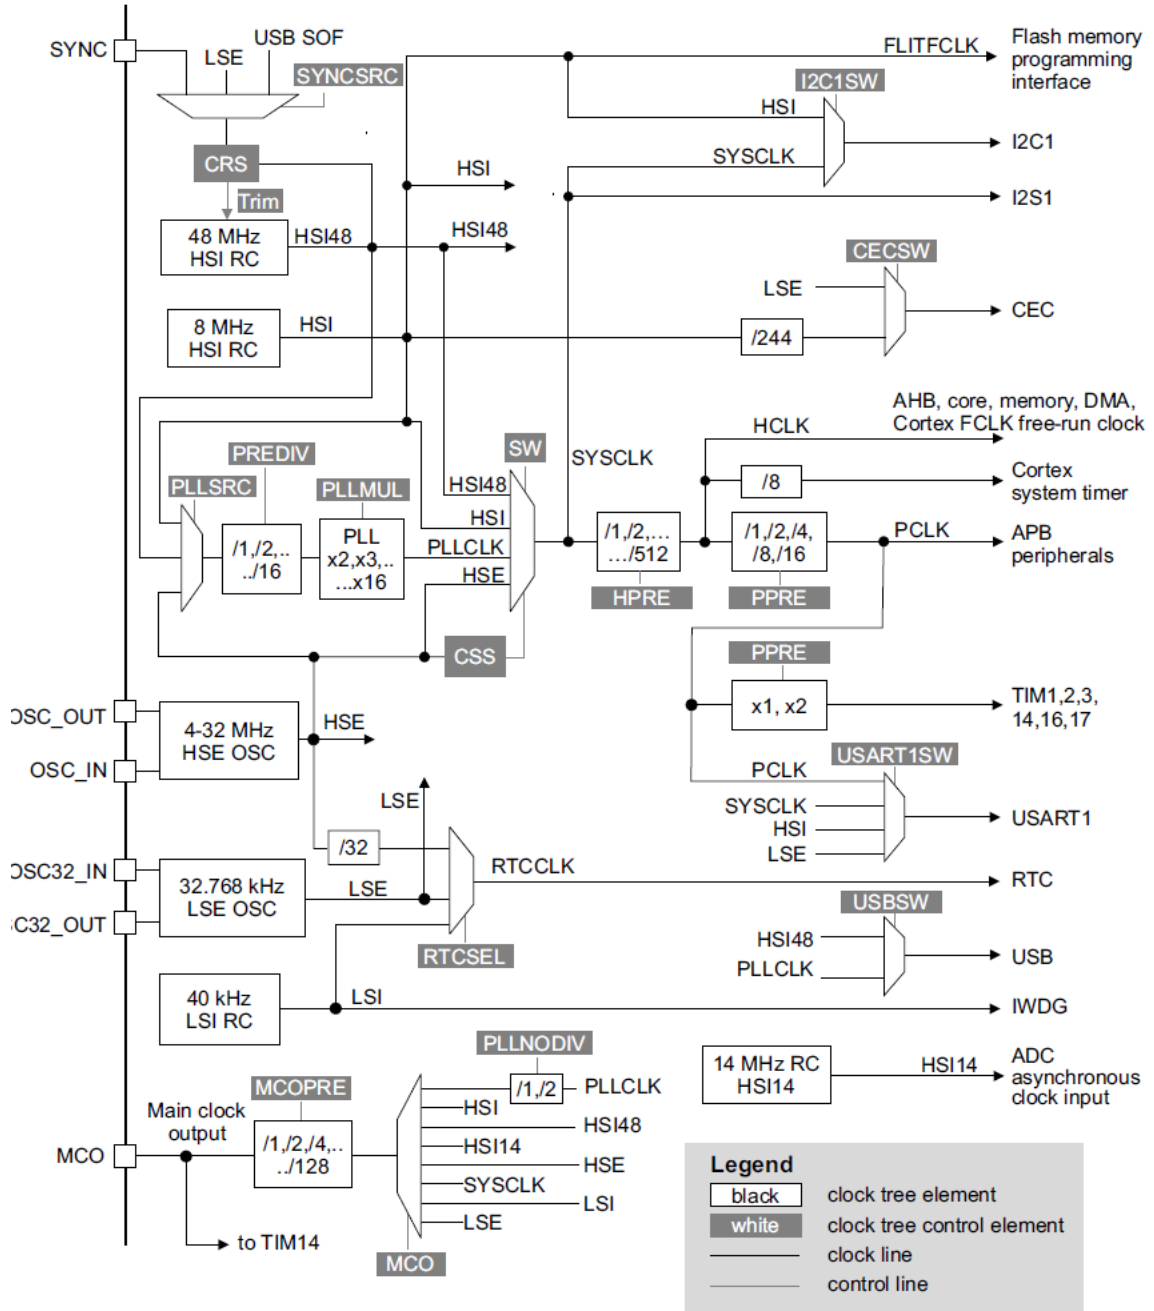 SYNC
LSE
USB SOF
SYNCSRC
CRS
Trim
48 MHz
HSI RC
HSI48
HSI
HSI48
8 MHz
HSI RC
HSI
FLITFCLK
Flash memory
programming
interface
I2C1SW
HSI
SYSCLK
I2C1
I2S1
CECSW
LSE
/244
CEC
AHB, core, memory, DMA,
Cortex FCLK free-run clock
HCLK
/8
Cortex
system timer
PLLSRC
PREDIV
/1,/2,..
../16
PLLMUL
PLL
x2,x3,..
...x16
SW
HSI48
HSI
PLLCLK
HSE
CSS
SYSCLK
/1,/2,...
.../512
HPRE
/1,/2,/4,
/8,/16
PPRE
PCLK
APB
peripherals
PPRE
x1, x2
TIM1,2,3,
14,16,17
OSC_OUT
OSC_IN
4-32 MHz
HSE OSC
HSE
LSE
/32
OSC32_IN
SC32_OUT
32.768 kHz
LSE OSC
LSE
RTCCLK
RTCSEL
RTC
USART1SW
PCLK
SYSCLK
HSI
LSE
USART1
USBSW
HSI48
PLLCLK
USB
40 kHz
LSI RC
LSI
IWDG
14 MHz RC
HSI14
HSI14
ADC
asynchronous
clock input
PLLNODIV
/1,/2
PLLCLK
HSI
HSI48
HSI14
HSE
SYSCLK
LSI
LSE
MCO
MCOPRE
/1,/2,/4,..
../128
Main clock
output
MCO
to TIM14
Legend
black
clock tree element
white
clock tree control element
clock line
control line